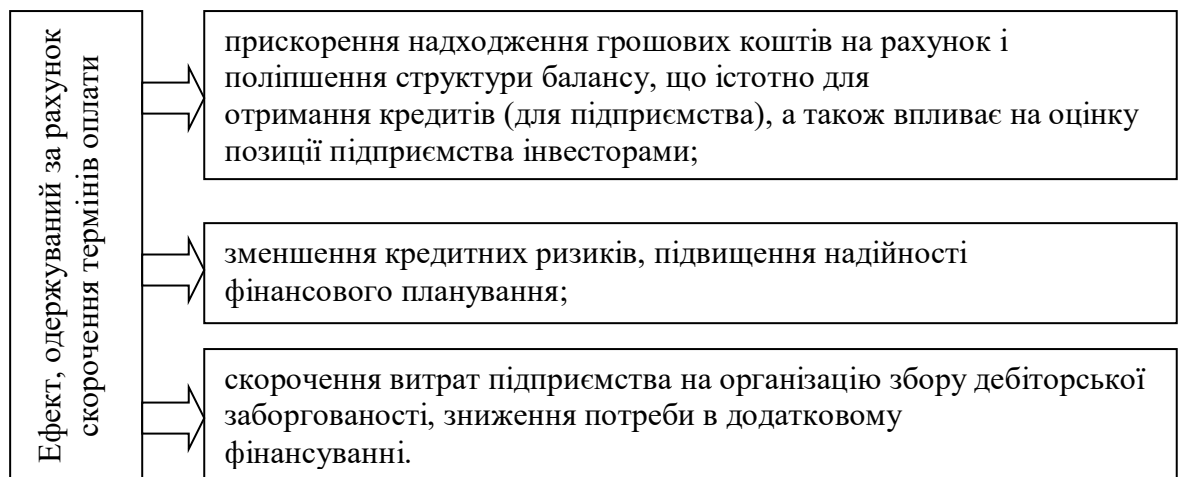 Ефект, одержуваний за рахунок
скорочення термінів оплати
прискорення надходження грошових коштів на рахунок і
поліпшення структури балансу, що істотно для
отримання кредитів (для підприємства), а також впливає на оцінку
позиції підприємства інвесторами;
зменшення кредитних ризиків, підвищення надійності
фінансового планування;
скорочення витрат підприємства на організацію збору дебіторської
заборгованості, зниження потреби в додатковому
фінансуванні.